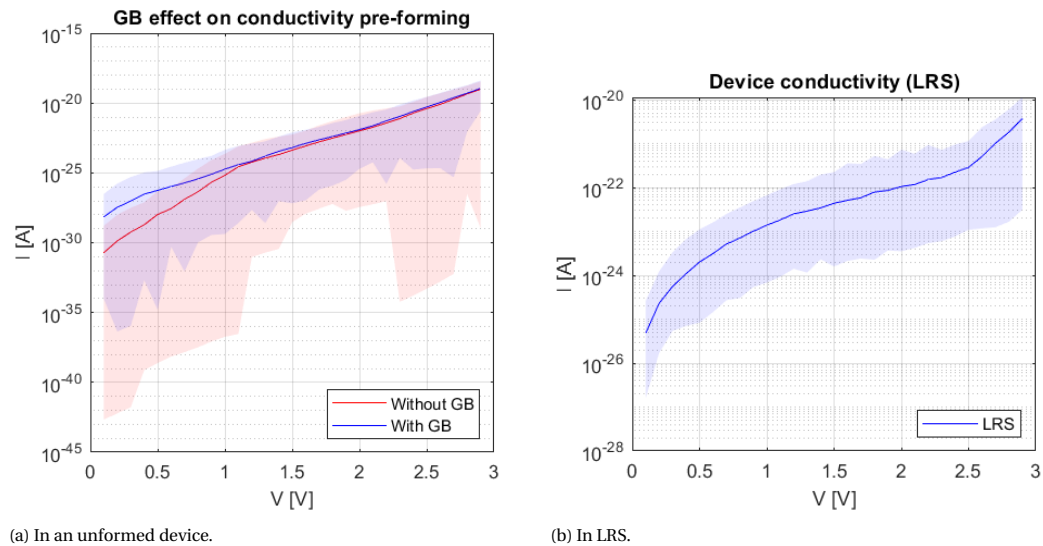 GB effect on conductivity pre-forming
10^-15
10^-20
10^-25
10^-30
10^-35
10^-40
10^-45
I [A]
0 0.5 1 1.5 2 2.5 3
V [V]
Without GB
With GB
(a) In an unformed device.
Device conductivity (LRS)
10^-20
10^-22
10^-24
10^-26
10^-28
I [A]
0 0.5 1 1.5 2 2.5 3
V [V]
LRS
(b) In LRS.